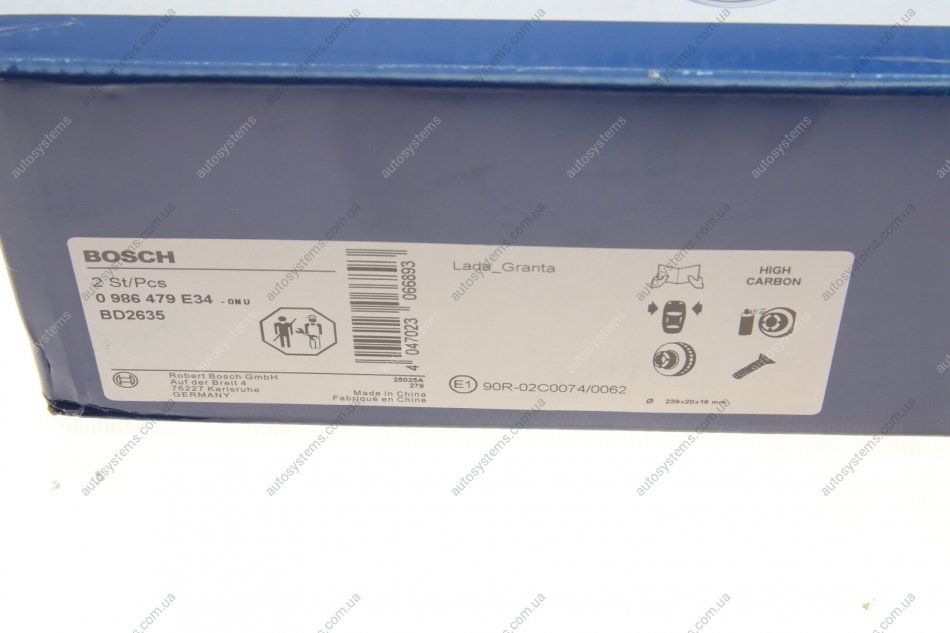 BOSCH
2 St/Pcs
0 986 479 E34 - 0N U
BD2635
4 047023 066893
Robert Bosch GmbH
Auf der Breit 4
76227 Karlsruhe
GERMANY
25025A
279
Made in China
Fabriqué en Chine
Lada_Granta
E1 90R-02C0074/0062
HIGH
CARBON
Ø 239x20x18 mm
autosystems.com.ua